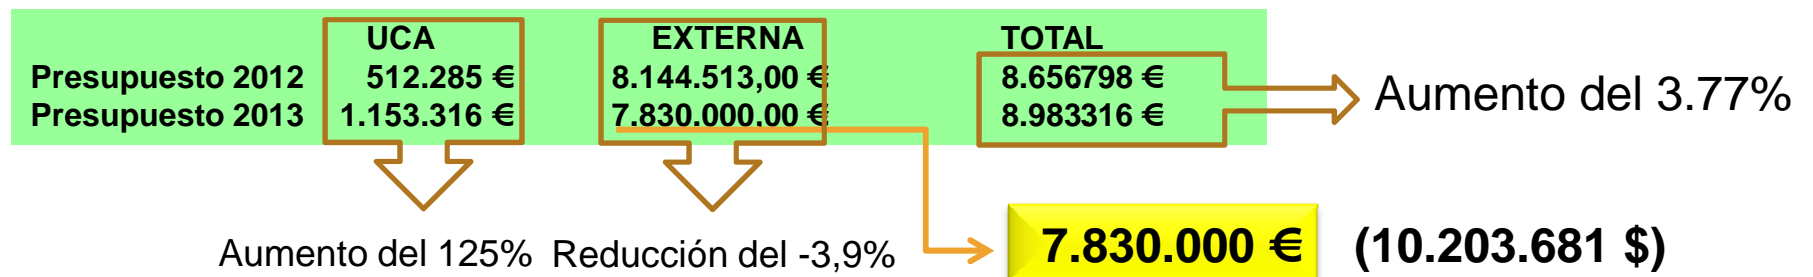 UCA EXTERNA TOTAL
Presupuesto 2012 512.285 € 8.144.513,00 € 8.656798 €
Presupuesto 2013 1.153.316 € 7.830.000,00 € 8.983316 €
Aumento del 3.77%
Aumento del 125% Reducción del -3,9%
7.830.000 € (10.203.681 $)